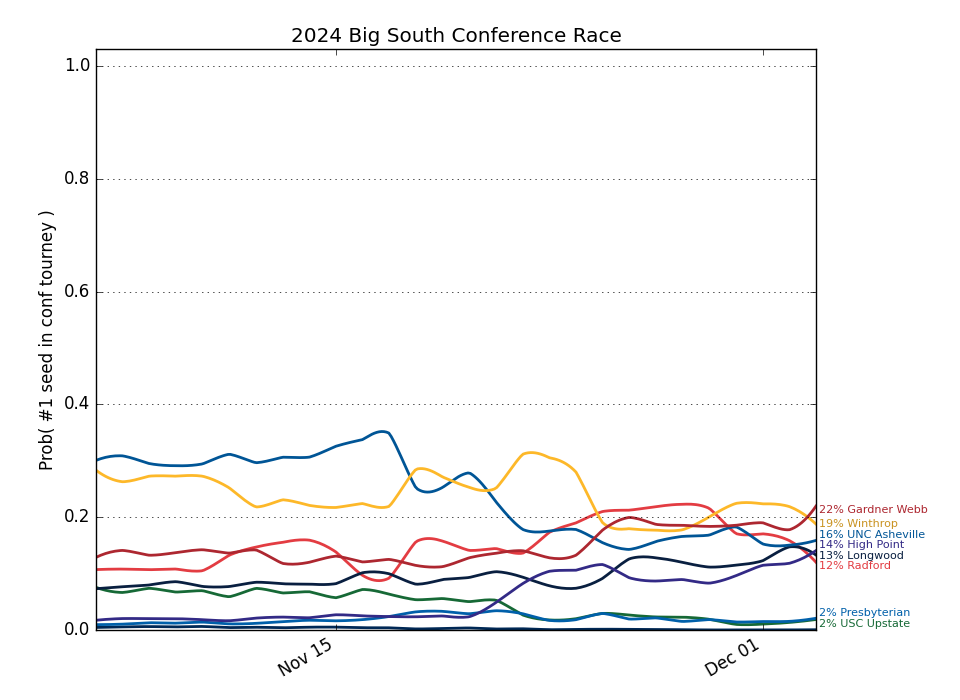 2024 Big South Conference Race
Prob( #1 seed in conf tourney )
1.0
0.8
0.6
0.4
0.2
0.0
Nov 15
Dec 01
22% Gardner Webb
19% Winthrop
16% UNC Asheville
14% High Point
13% Longwood
12% Radford
2% Presbyterian
2% USC Upstate